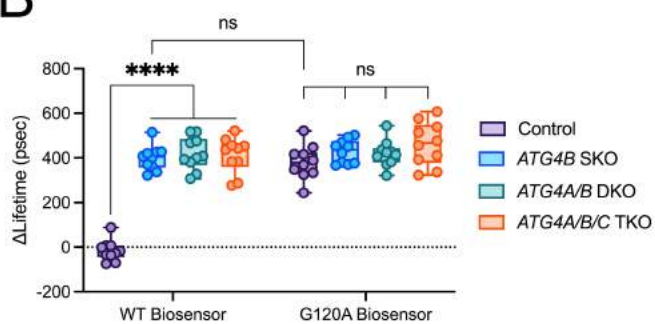 B
ns
****
ns
800
600
400
200
0
-200
ΔLifetime (psec)
WT Biosensor
G120A Biosensor
Control
ATG4B SKO
ATG4A/B DKO
ATG4A/B/C TKO